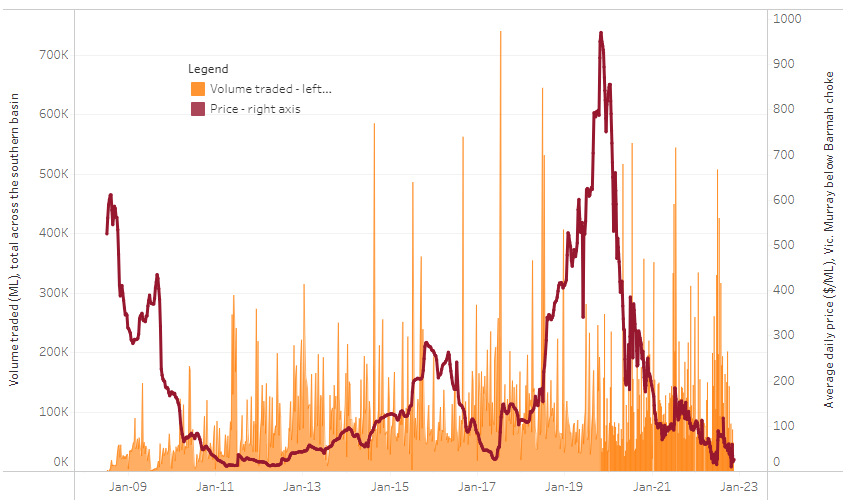 Volume traded (ML), total across the southern basin
700K
600K
500K
400K
300K
200K
100K
0K
Legend
Volume traded - left...
Price - right axis
1000
900
800
700
600
500
400
300
200
100
0
Average daily price ($/ML), Vic. Murray below Barmah choke
Jan-09
Jan-11
Jan-13
Jan-15
Jan-17
Jan-19
Jan-21
Jan-23